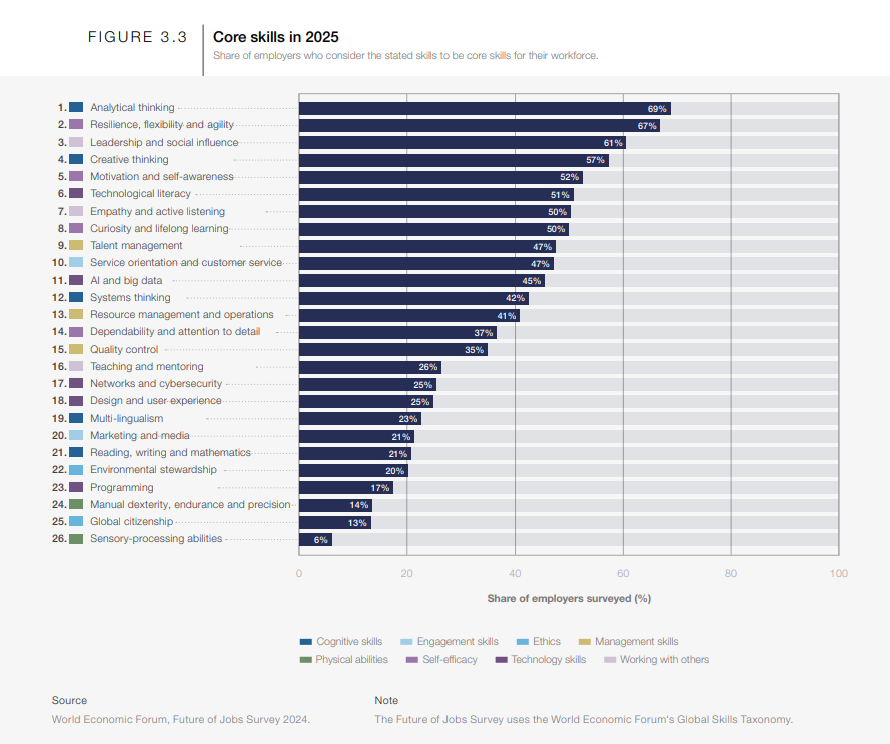 FIGURE 3.3
Core skills in 2025
Share of employers who consider the stated skills to be core skills for their workforce.
1. Analytical thinking 69%
2. Resilience, flexibility and agility 67%
3. Leadership and social influence 61%
4. Creative thinking 57%
5. Motivation and self-awareness 52%
6. Technological literacy 51%
7. Empathy and active listening 50%
8. Curiosity and lifelong learning 50%
9. Talent management 47%
10. Service orientation and customer service 47%
11. AI and big data 45%
12. Systems thinking 42%
13. Resource management and operations 41%
14. Dependability and attention to detail 37%
15. Quality control 35%
16. Teaching and mentoring 26%
17. Networks and cybersecurity 25%
18. Design and user experience 25%
19. Multi-lingualism 23%
20. Marketing and media 21%
21. Reading, writing and mathematics 21%
22. Environmental stewardship 20%
23. Programming 17%
24. Manual dexterity, endurance and precision 14%
25. Global citizenship 13%
26. Sensory-processing abilities 6%
0 20 40 60 80 100
Share of employers surveyed (%)
Cognitive skills Engagement skills Ethics Management skills
Physical abilities Self-efficacy Technology skills Working with others
Source
World Economic Forum, Future of Jobs Survey 2024.
Note
The Future of Jobs Survey uses the World Economic Forum's Global Skills Taxonomy.